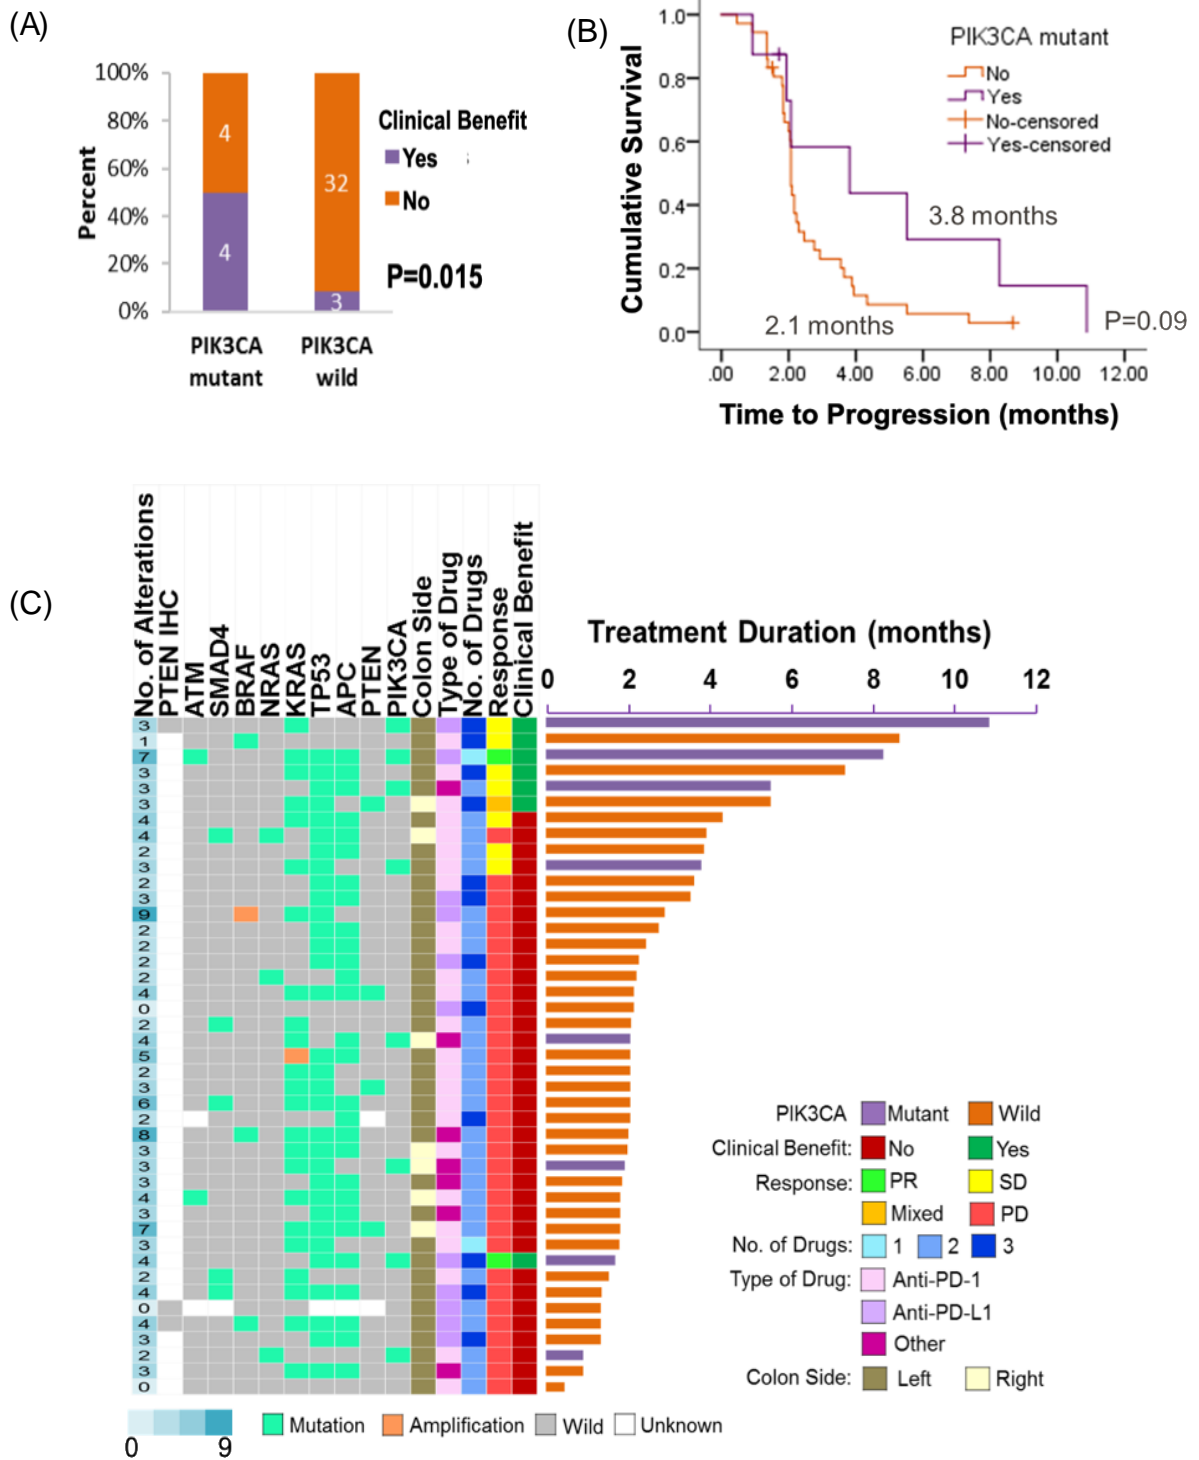 (A)
100%
80%
60%
40%
20%
0%
Percent
4
4
32
3
PIK3CA
mutant
PIK3CA
wild
Clinical Benefit
Yes
No
P=0.015
(B)
Cumulative Survival
1.0
0.8
0.6
0.4
0.2
0.0
PIK3CA mutant
No
Yes
No-censored
Yes-censored
3.8 months
2.1 months
P=0.09
.00 2.00 4.00 6.00 8.00 10.00 12.00
Time to Progression (months)
(C)
No. of Alterations
PTEN IHC
ATM
SMAD4
BRAF
NRAS
KRAS
TP53
APC
PTEN
PIK3CA
Colon Side
Type of Drug
No. of Drugs
Response
Clinical Benefit
Treatment Duration (months)
0 2 4 6 8 10 12
3
1
7
3
3
3
4
4
2
3
2
3
9
2
2
2
2
4
0
2
4
5
2
3
6
2
8
3
3
3
4
3
7
3
4
2
4
0
4
3
2
3
0
PIK3CA Mutant Wild
Clinical Benefit: No Yes
Response: PR SD
Mixed PD
No. of Drugs: 1 2 3
Type of Drug: Anti-PD-1
Anti-PD-L1
Other
Colon Side: Left Right
0 9
Mutation Amplification Wild Unknown